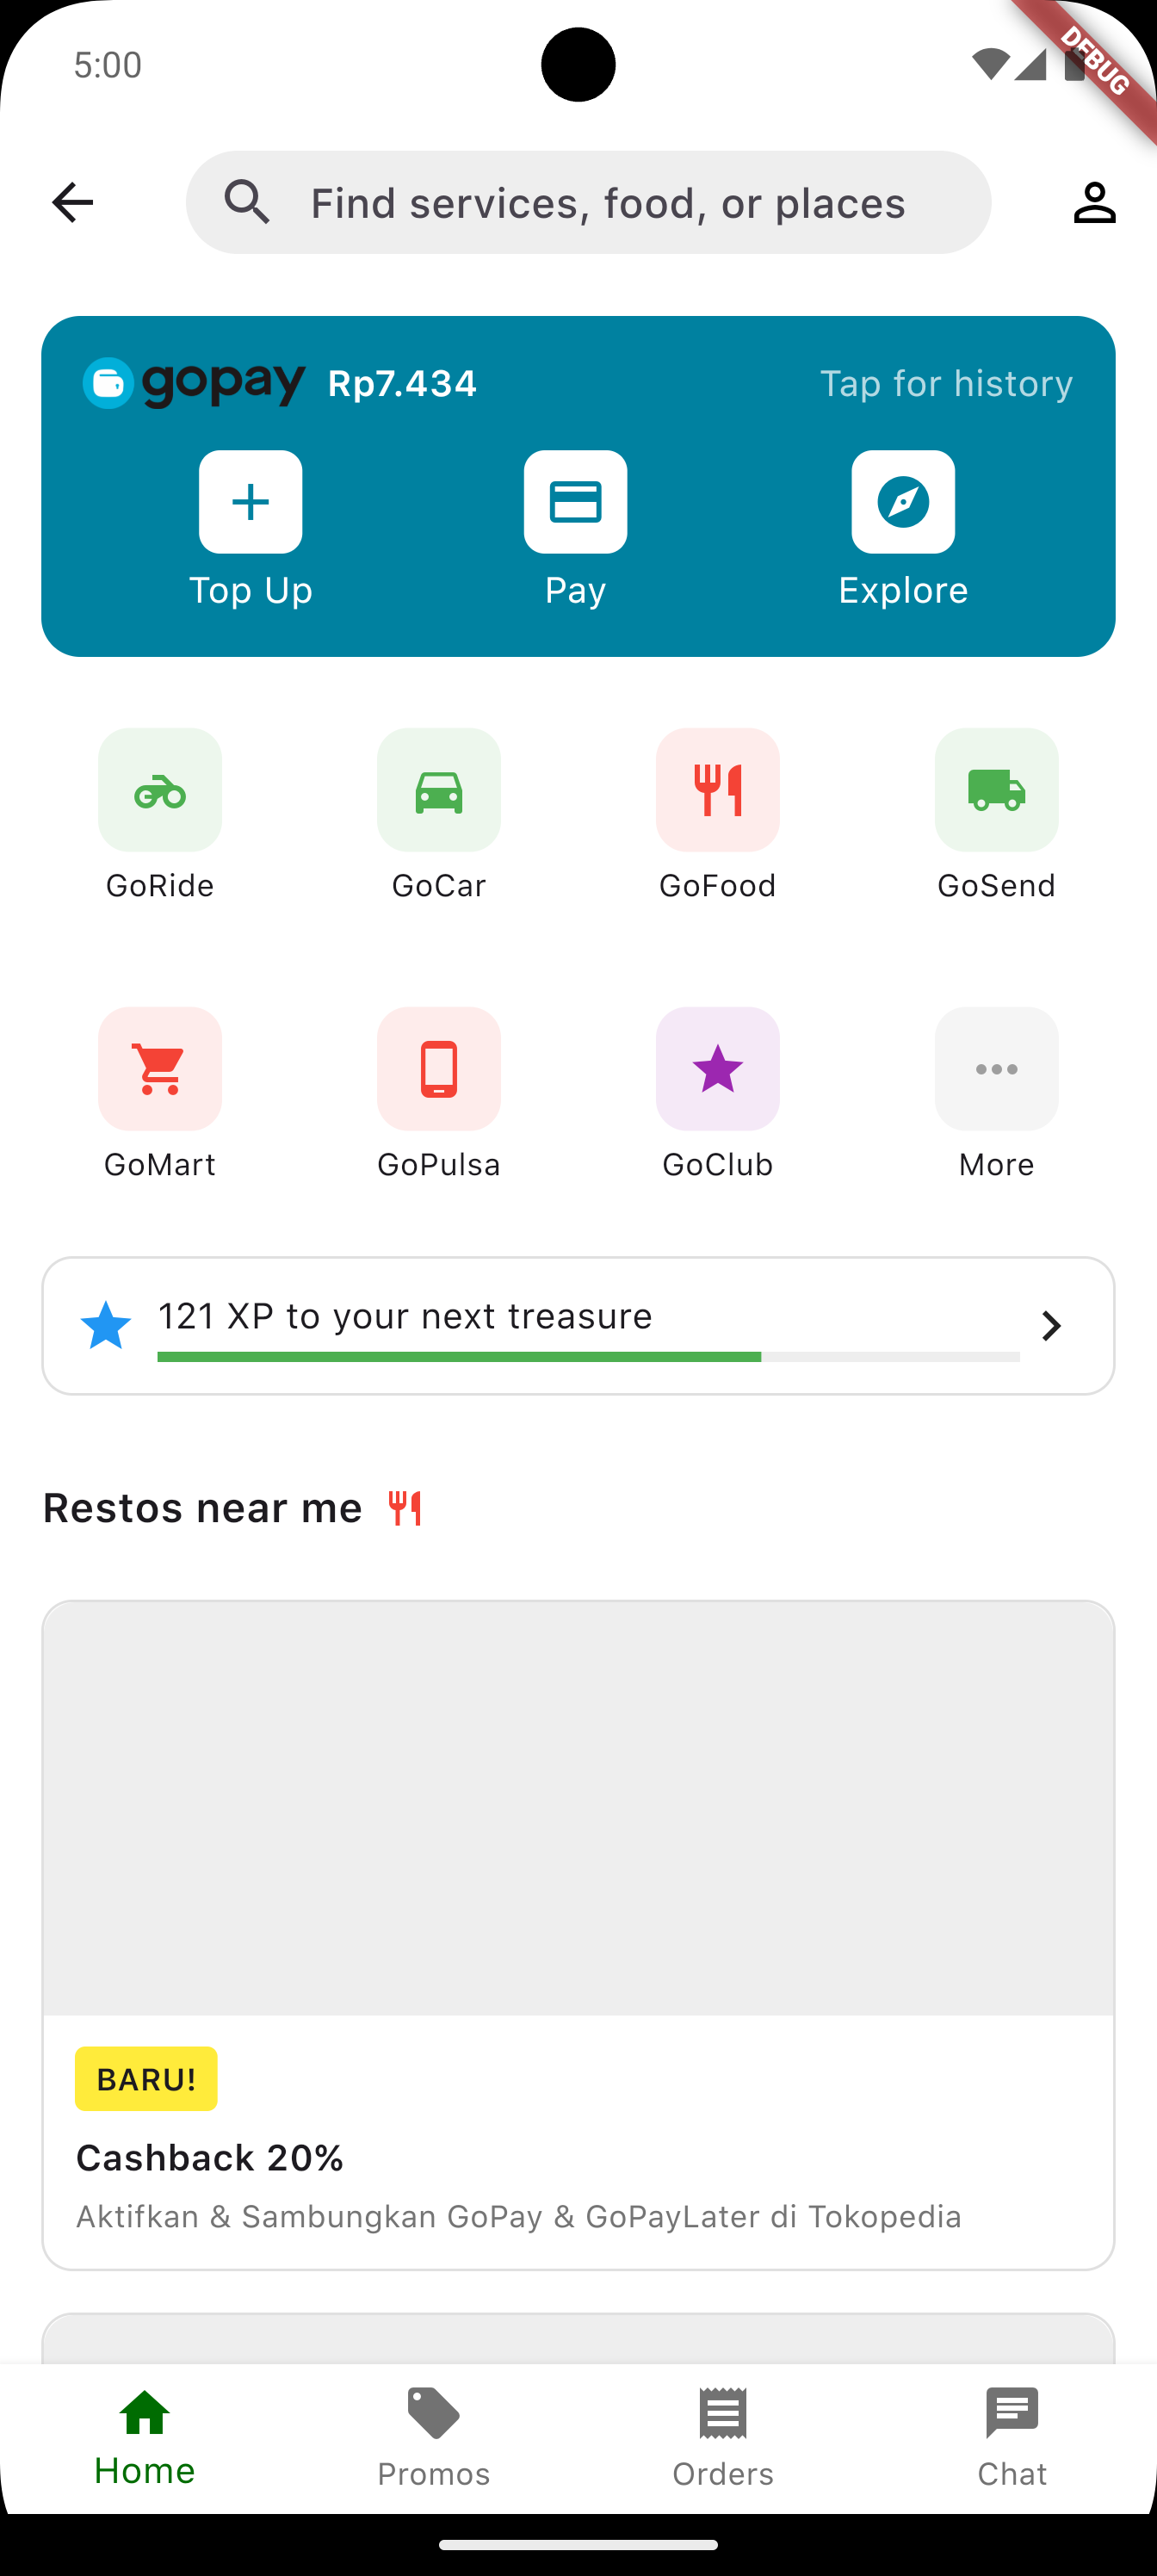 5:00
DEBUG
Find services, food, or places
gopay Rp7.434 Tap for history
Top Up Pay Explore
GoRide GoCar GoFood GoSend
GoMart GoPulsa GoClub More
121 XP to your next treasure
Restos near me
BARU!
Cashback 20%
Aktifkan & Sambungkan GoPay & GoPayLater di Tokopedia
Home Promos Orders Chat